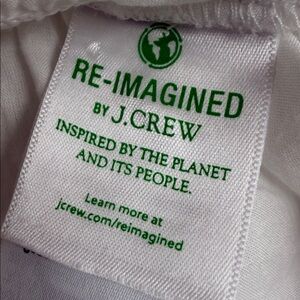 RE-IMAGINED
BY J.CREW
INSPIRED BY THE PLANET
AND ITS PEOPLE.
Learn more at
jcrew.com/reimagined